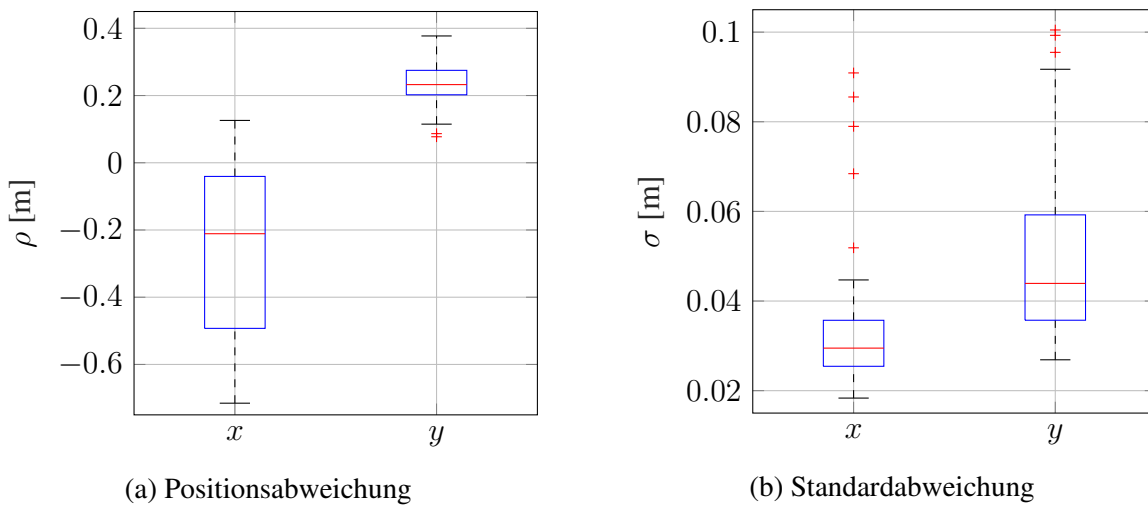 0.4
0.2
0
−0.2
−0.4
−0.6
ρ [m]
x y
(a) Positionsabweichung
0.1
0.08
0.06
0.04
0.02
σ [m]
x y
(b) Standardabweichung